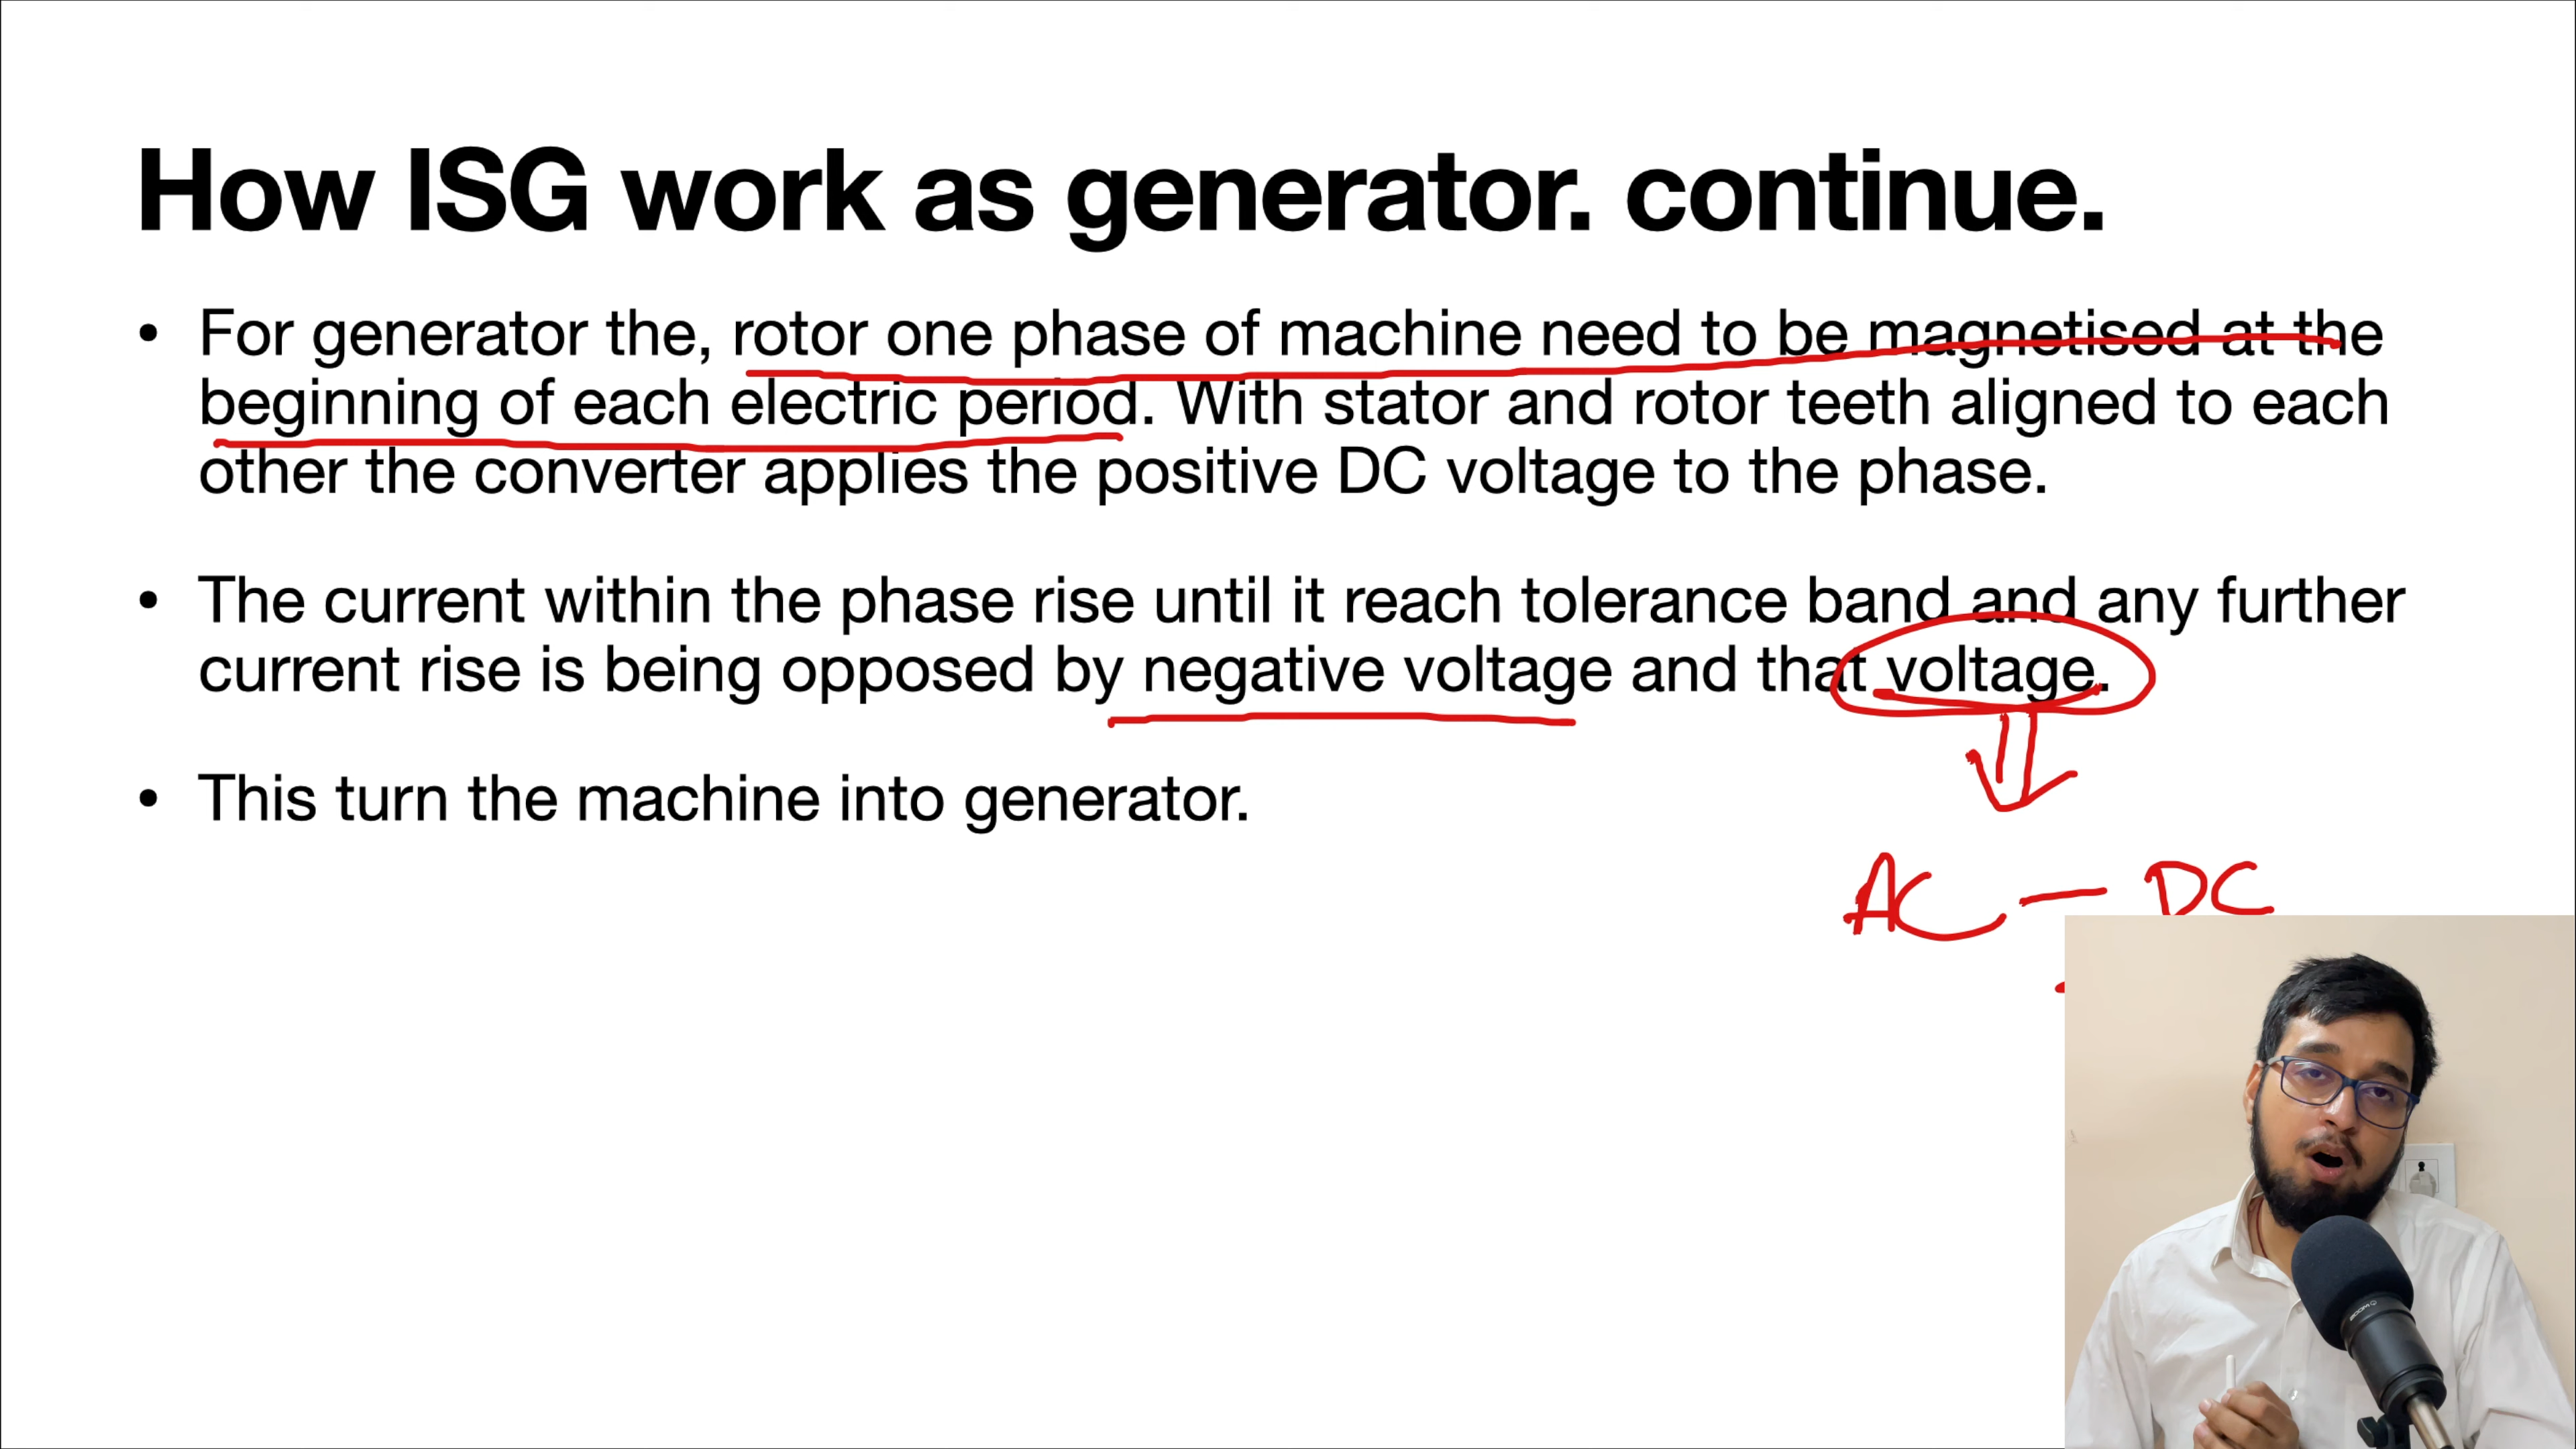 How ISG work as generator. continue.
• For generator the, rotor one phase of machine need to be magnetised at the
beginning of each electric period. With stator and rotor teeth aligned to each
other the converter applies the positive DC voltage to the phase.
• The current within the phase rise until it reach tolerance band and any further
current rise is being opposed by negative voltage and that voltage.
• This turn the machine into generator.
AC — DC